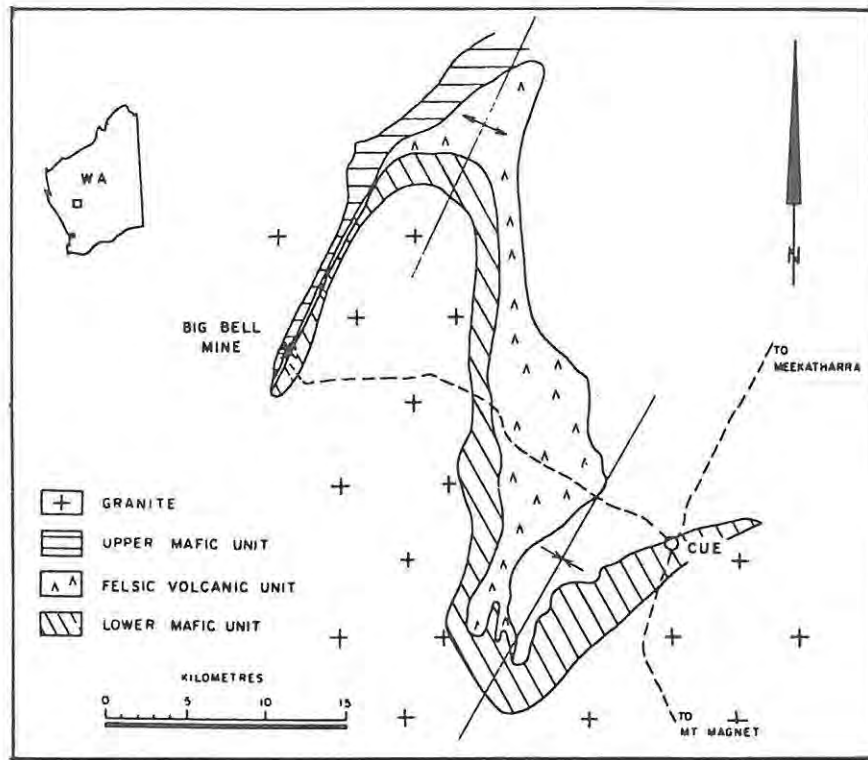 WA
N
BIG BELL
MINE
TO
MEEKATHARRA
CUE
GRANITE
UPPER MAFIC UNIT
FELSIC VOLCANIC UNIT
LOWER MAFIC UNIT
KILOMETRES
0 5 10 15
TO
MT MAGNET